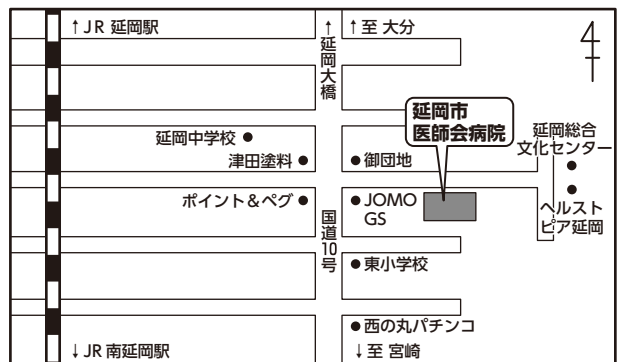 ↑JR 延岡駅
↑延岡大橋
↑至 大分
延岡市
医師会病院
延岡総合
文化センター
延岡中学校
津田塗料
御団地
ポイント&ペグ
JOMO
GS
ヘルスト
ピア延岡
国道10号
東小学校
西の丸パチンコ
↓JR 南延岡駅
↓至 宮崎
4